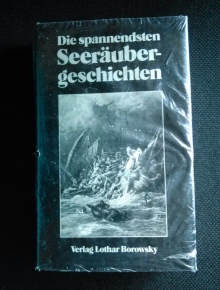 Die spannendsten
Seeräuber-
geschichten
Verlag Lothar Borowsky